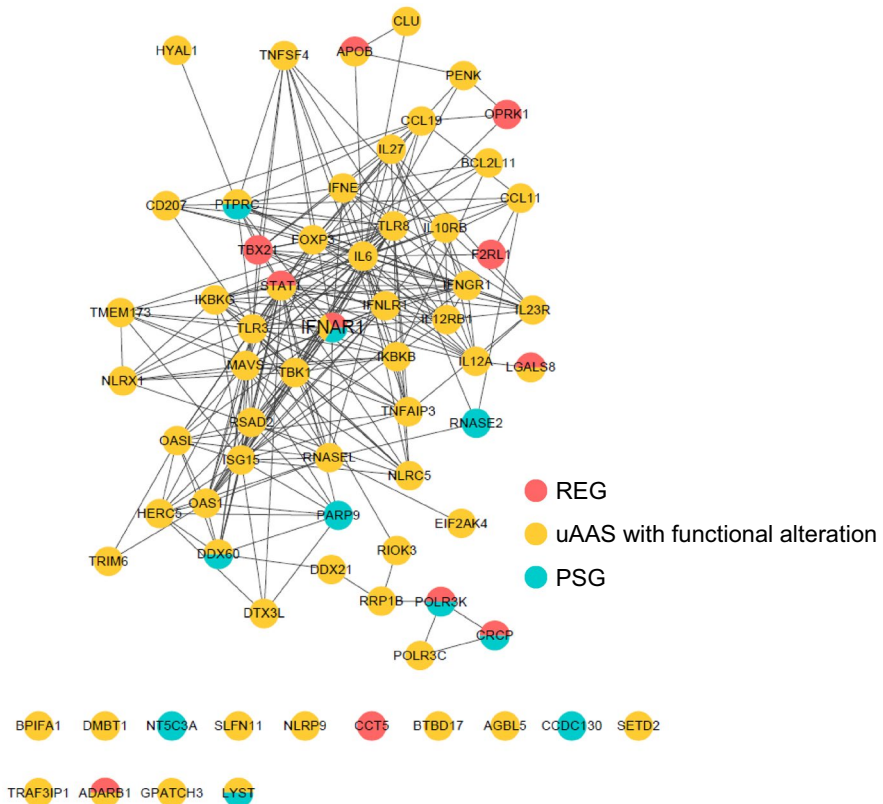 CLU
HYAL1
TNFSF4
APOB
PENK
OPRK1
CCL19
IL27
BCL2L11
IFNE
CCL11
CD207
PTPRC
TLR8
IL10RB
FOXP3
TBX21
IL6
F2RL1
STAT1
IFNGR1
IKBKG
IFNLR1
IL23R
TMEM173
TLR3
IFNAR1
IL12RB1
MAVS
IKBKB
IL12A
LGALS8
NLRX1
TBK1
TNFAIP3
RSAD2
RNASE2
OASL
ISG15
RNASEL
NLRC5
REG
OAS1
HERC5
PARP9
EIF2AK4
uAAS with functional alteration
DDX60
RIOK3
TRIM6
DDX21
PSG
DTX3L
RRP1B
POLR3K
CRCP
POLR3C
BPIFA1 DMBT1 NT5C3A SLFN11 NLRP9 CCT5 BTBD17 AGBL5 CCDC130 SETD2
TRAF3IP1 ADARB1 GPATCH3 LYST